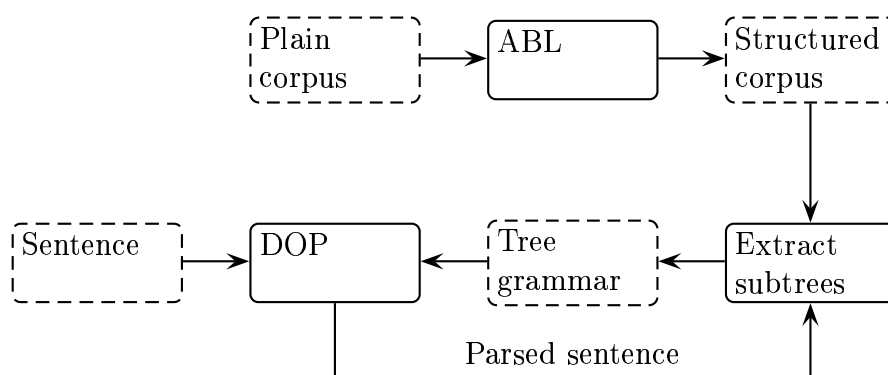 Plain
corpus
ABL
Structured
corpus
Sentence
DOP
Tree
grammar
Extract
subtrees
Parsed sentence